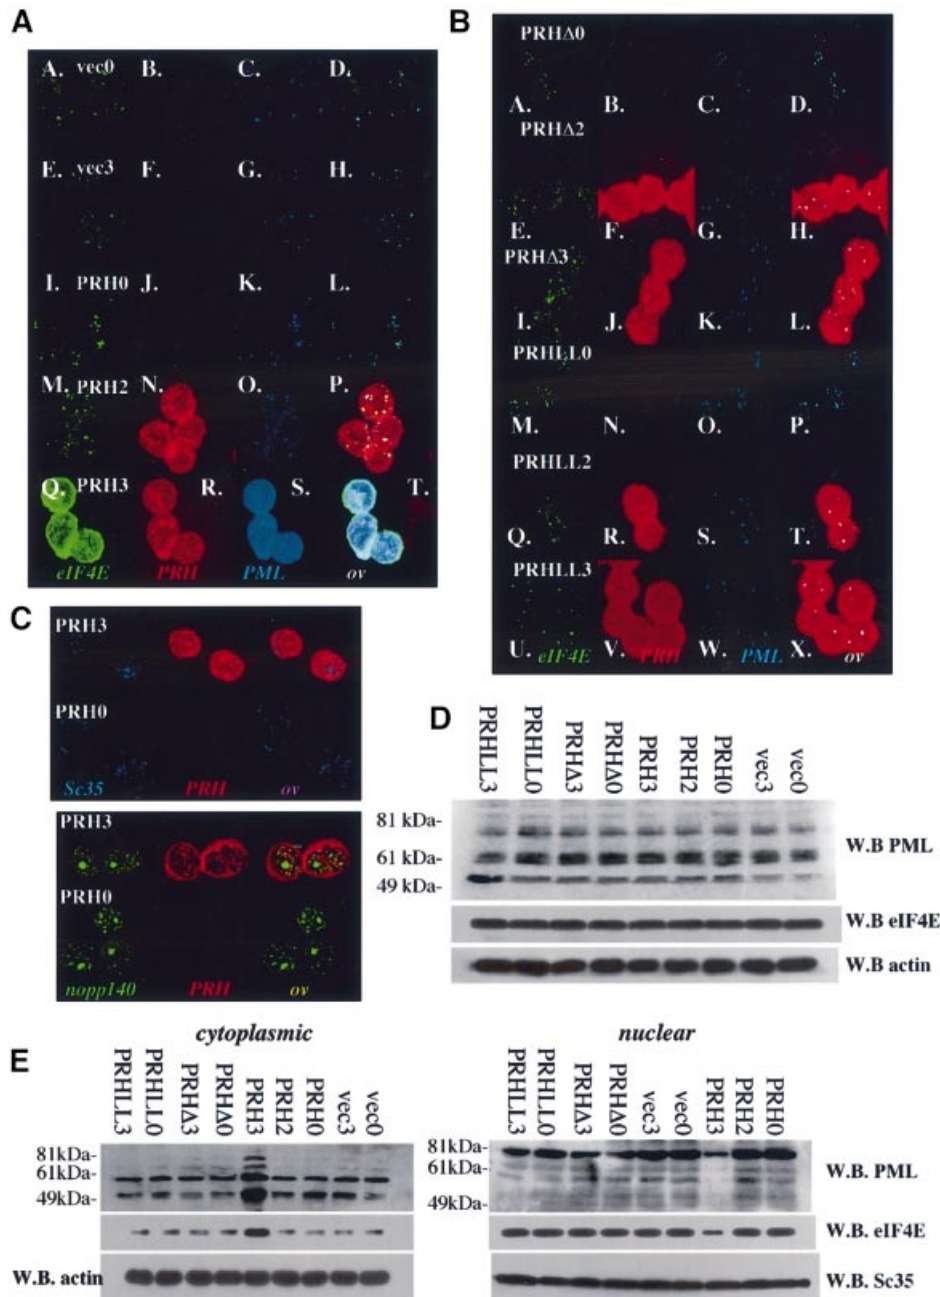 A
A. vec0 B. C. D.
E. vec3 F. G. H.
I. PRH0 J. K. L.
M. PRH2 N. O. P.
Q. PRH3 R. S. T.
eIF4E PRH PML ov
B
PRHΔ0
A. B. C. D.
PRHΔ2
E. F. G. H.
PRHΔ3
I. J. K. L.
PRHLL0
M. N. O. P.
PRHLL2
Q. R. S. T.
PRHLL3
U. eIF4E V. PRH W. PML X. ov
C
PRH3
PRH0
Sc35 PRH ov
PRH3
PRH0
nopp140 PRH ov
D
PRHLL3 PRHLL0 PRHΔ3 PRHΔ0 PRH3 PRH2 PRH0 vec3 vec0
81 kDa-
61 kDa-
49 kDa-
W.B PML
W.B eIF4E
W.B actin
E
cytoplasmic
PRHLL3 PRHLL0 PRHΔ3 PRHΔ0 PRH3 PRH2 PRH0 vec3 vec0
81kDa-
61kDa-
49kDa-
W.B. actin
nuclear
PRHLL3 PRHLL0 PRHΔ3 PRHΔ0 vec3 vec0 PRH3 PRH2 PRH0
81kDa-
61kDa-
49kDa-
W.B. PML
W.B. eIF4E
W.B. Sc35